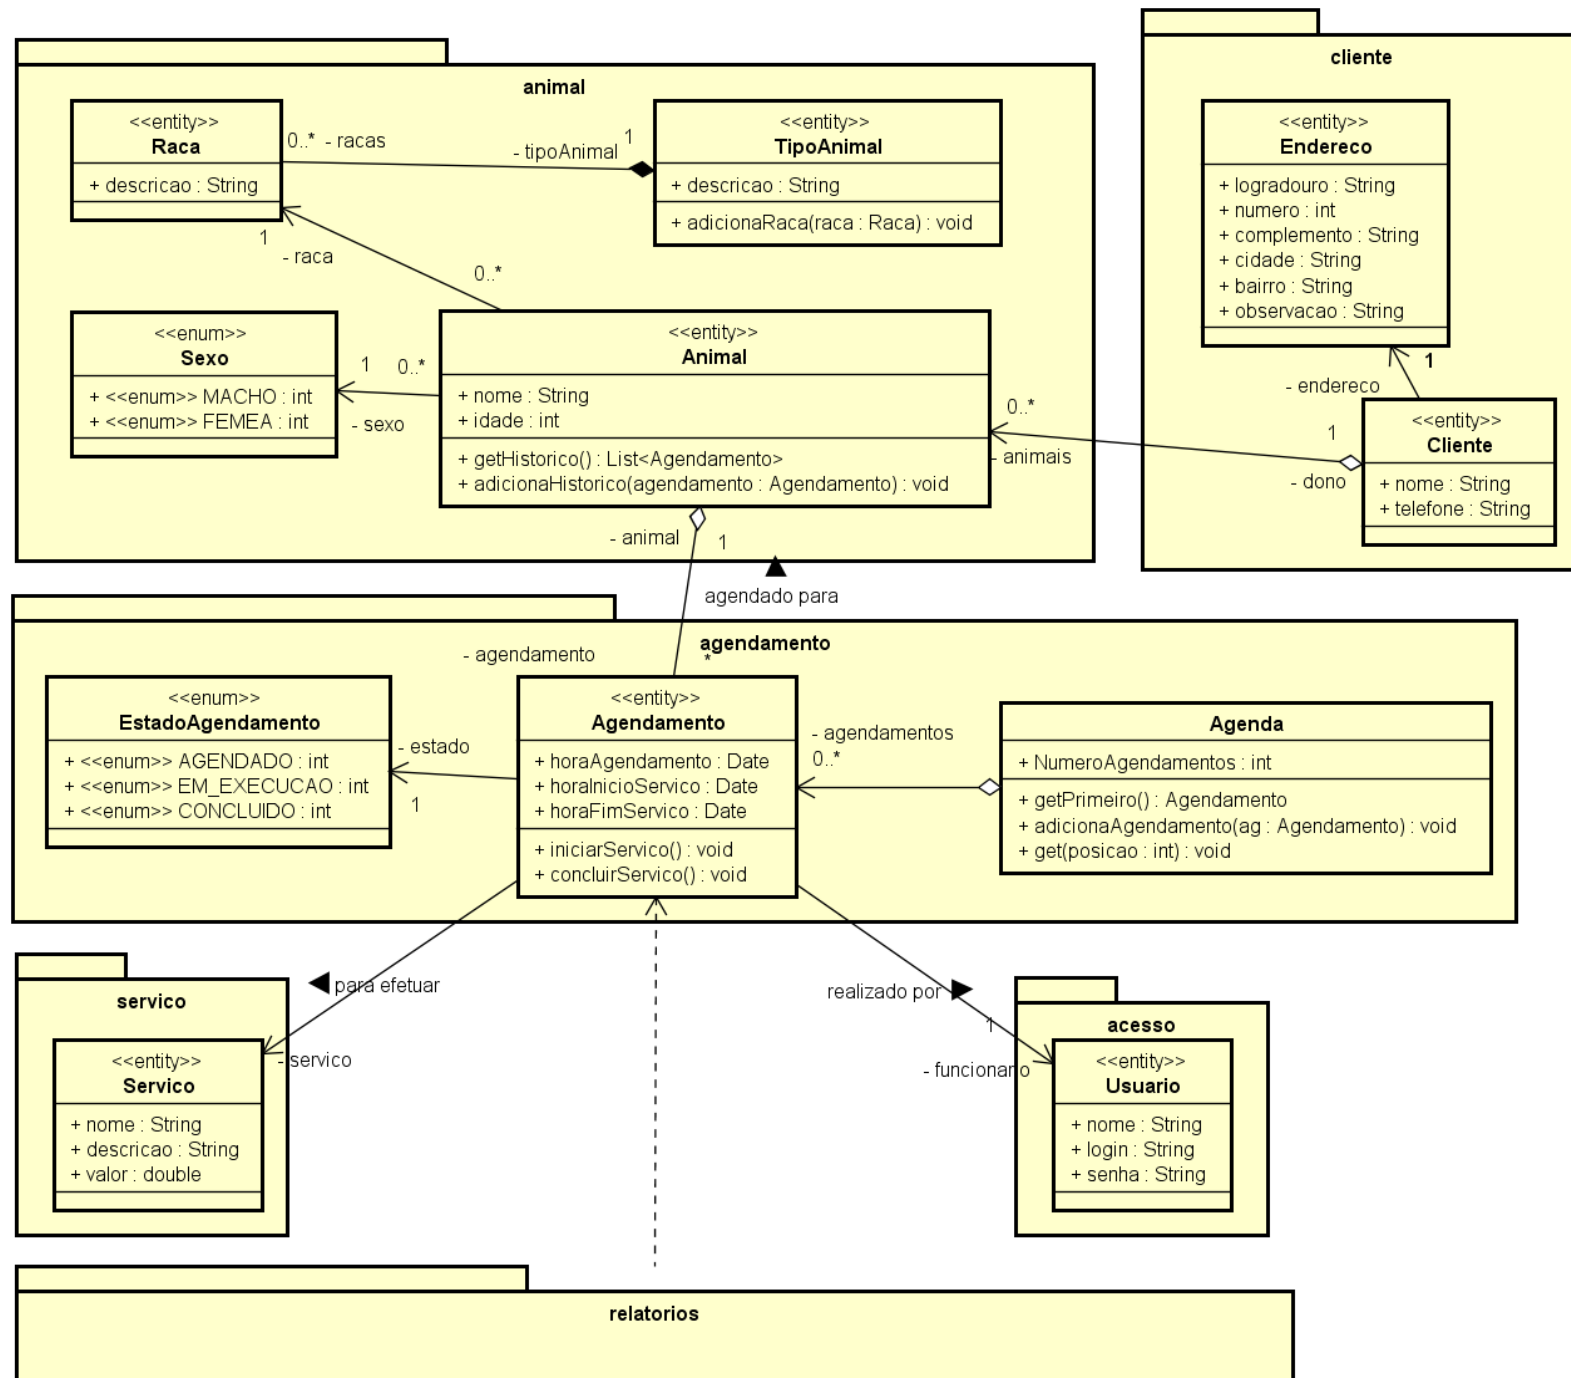 animal
<<entity>>
Raca
+ descricao : String
0..*
- racas
- tipoAnimal
1
<<entity>>
TipoAnimal
+ descricao : String
+ adicionaRaca(raca : Raca) : void
1
- raca
0..*
<<enum>>
Sexo
+ <<enum>> MACHO : int
+ <<enum>> FEMEA : int
1
0..*
- sexo
<<entity>>
Animal
+ nome : String
+ idade : int
+ getHistorico() : List<Agendamento>
+ adicionaHistorico(agendamento : Agendamento) : void
0..*
- animais
1
- dono
cliente
<<entity>>
Endereco
+ logradouro : String
+ numero : int
+ complemento : String
+ cidade : String
+ bairro : String
+ observacao : String
1
- endereco
<<entity>>
Cliente
+ nome : String
+ telefone : String
- animal
1
agendado para
agendamento
- agendamento
*
<<enum>>
EstadoAgendamento
+ <<enum>> AGENDADO : int
+ <<enum>> EM_EXECUCAO : int
+ <<enum>> CONCLUIDO : int
- estado
1
<<entity>>
Agendamento
+ horaAgendamento : Date
+ horaInicioServico : Date
+ horaFimServico : Date
+ iniciarServico() : void
+ concluirServico() : void
- agendamentos
0..*
Agenda
+ NumeroAgendamentos : int
+ getPrimeiro() : Agendamento
+ adicionaAgendamento(ag : Agendamento) : void
+ get(posicao : int) : void
para efetuar
realizado por
servico
<<entity>>
Servico
+ nome : String
+ descricao : String
+ valor : double
- servico
1
- funcionario
acesso
<<entity>>
Usuario
+ nome : String
+ login : String
+ senha : String
relatorios